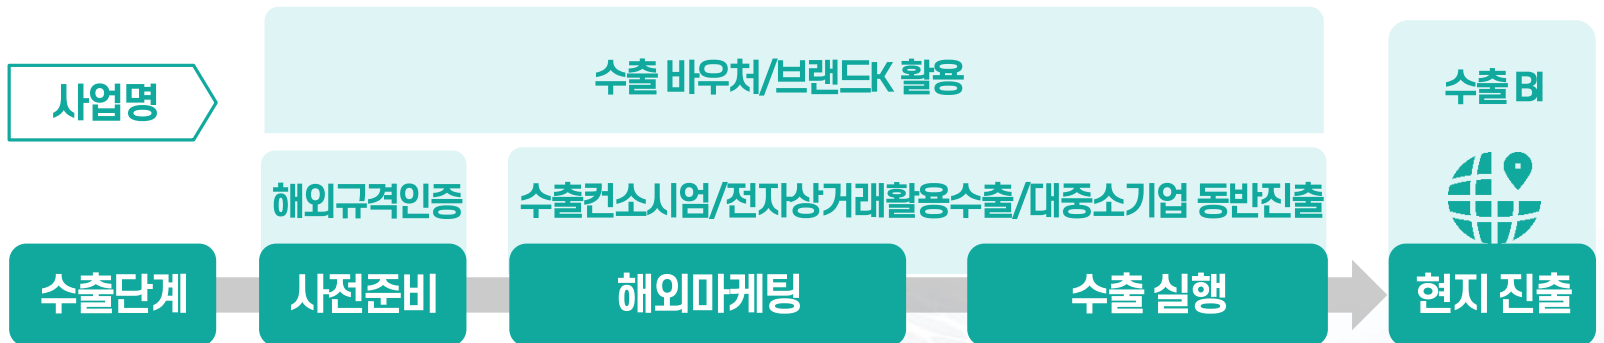 수출 바우처/브랜드K 활용
수출 BI
사업명
해외규격인증
수출컨소시엄/전자상거래활용수출/대중소기업 동반진출
수출단계
사전준비
해외마케팅
수출 실행
현지 진출